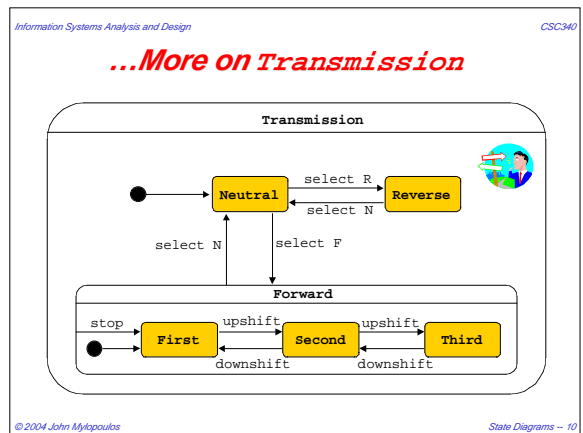 Information Systems Analysis and Design CSC340
...More on Transmission
Transmission
select R
Neutral Reverse
select N
select N select F
Forward
stop upshift upshift
First Second Third
downshift downshift
© 2004 John Mylopoulos State Diagrams -- 10